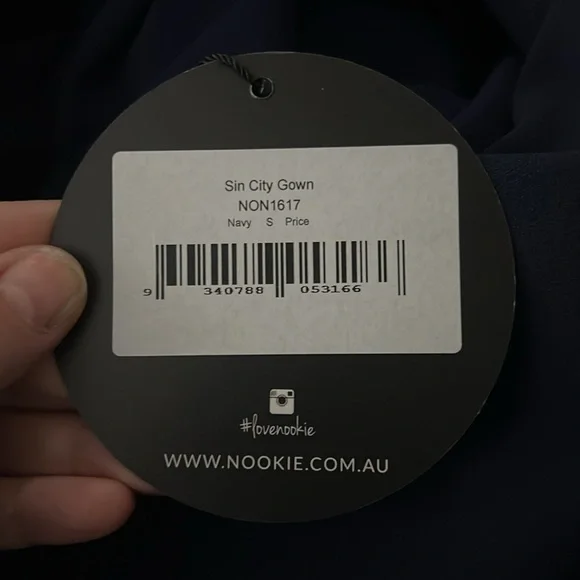 Sin City Gown
NON1617
Navy S Price
9 340788 053166
#lovenookie
WWW.NOOKIE.COM.AU